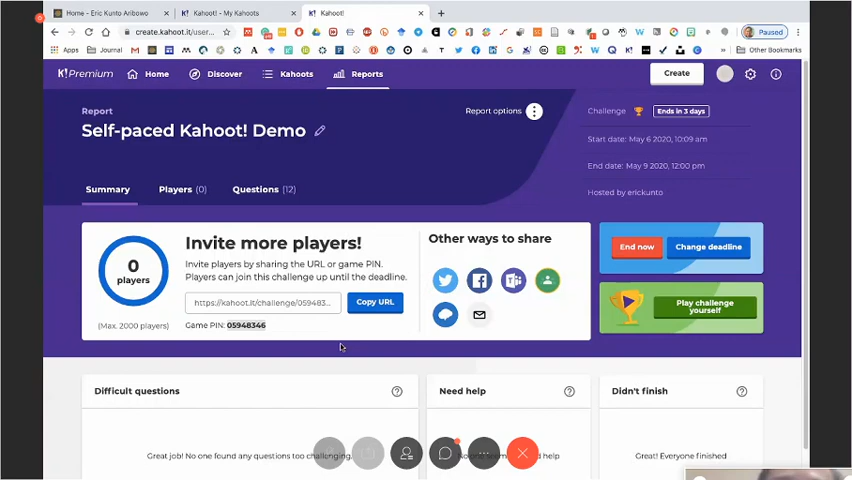 Home - Eric Kunto Aribowo
Kahoot! - My Kahoots
Kahoot!
create.kahoot.it/user...
Paused
Apps
Journal
Other Bookmarks
K! Premium
Home
Discover
Kahoots
Reports
Create
Report
Report options
Self-paced Kahoot! Demo
Challenge
Ends in 3 days
Start date: May 6 2020, 10:09 am
End date: May 9 2020, 12:00 pm
Hosted by erickunto
Summary
Players (0)
Questions (12)
0
players
(Max. 2000 players)
Invite more players!
Invite players by sharing the URL or game PIN.
Players can join this challenge up until the deadline.
https://kahoot.it/challenge/059483...
Copy URL
Game PIN: 05948346
Other ways to share
End now
Change deadline
Play challenge
yourself
Difficult questions
Need help
Didn't finish
Great job! No one found any questions too challenging.
help
Great! Everyone finished